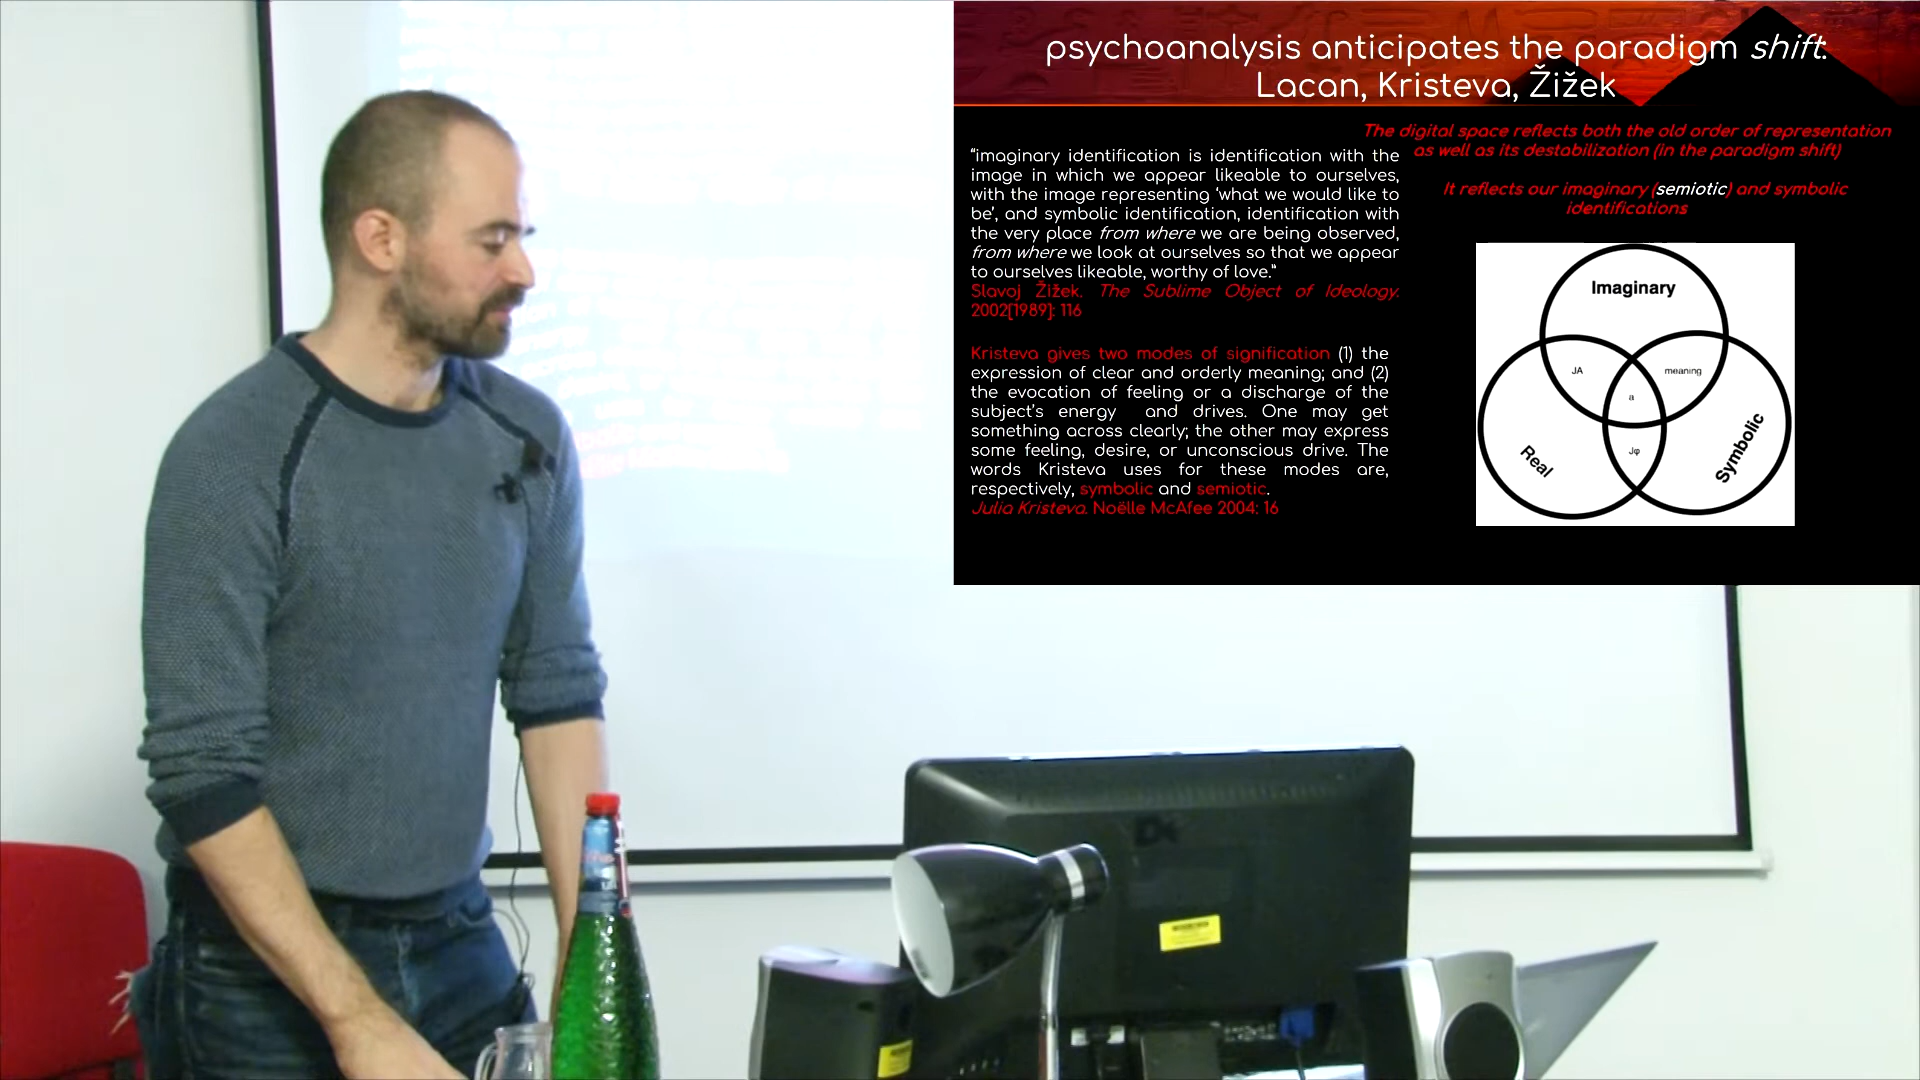 psychoanalysis anticipates the paradigm shift:
Lacan, Kristeva, Žižek
“imaginary identification is identification with the
image in which we appear likeable to ourselves,
with the image representing ‘what we would like to
be’, and symbolic identification, identification with
the very place from where we are being observed,
from where we look at ourselves so that we appear
to ourselves likeable, worthy of love.”
Slavoj Žižek. The Sublime Object of Ideology.
2002[1989]: 116
Kristeva gives two modes of signification (1) the
expression of clear and orderly meaning; and (2)
the evocation of feeling or a discharge of the
subject's energy and drives. One may get
something across clearly; the other may express
some feeling, desire, or unconscious drive. The
words Kristeva uses for these modes are,
respectively, symbolic and semiotic.
Julia Kristeva. Noëlle McAfee 2004: 16
The digital space reflects both the old order of representation
as well as its destabilization (in the paradigm shift)
It reflects our imaginary (semiotic) and symbolic
identifications
Imaginary
JA
meaning
a
Real
Jφ
Symbolic